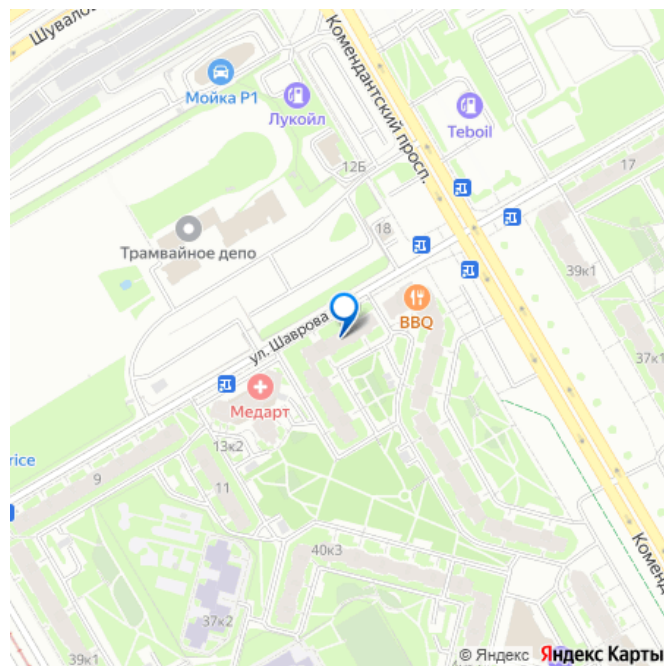 Шувало
Комендантский просп.
Мойка Р1
Лукойл
Teboil
12Б
17
Трамвайное депо
18
39к1
ул. Шаврова
BBQ
37к1
Медарт
13к2
rice
9
11
40к3
Коменд
37к2
39к1
© Яндекс Яндекс Карты